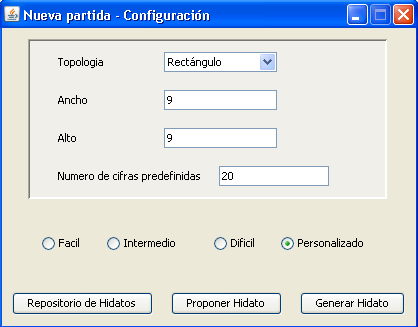 Nueva partida - Configuración
Topologia Rectángulo
Ancho 9
Alto 9
Numero de cifras predefinidas 20
Facil Intermedio Dificil Personalizado
Repositorio de Hidatos Proponer Hidato Generar Hidato